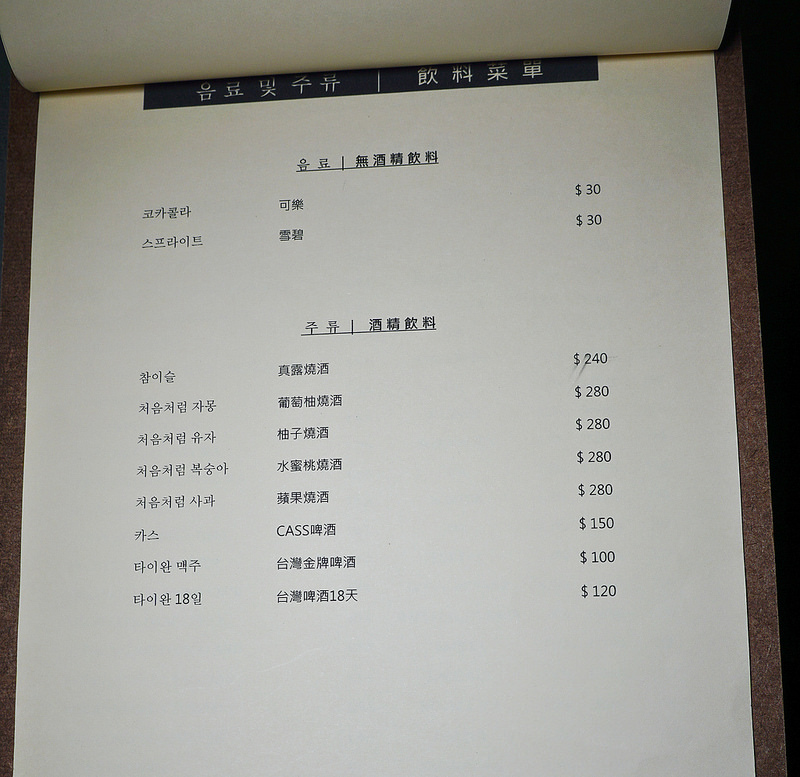 음료 및 주류 | 飲料菜單
음료 | 無酒精飲料
코카콜라 可樂 $ 30
스프라이트 雪碧 $ 30
주류 | 酒精飲料
참이슬 真露燒酒 $ 240
처음처럼 자몽 葡萄柚燒酒 $ 280
처음처럼 유자 柚子燒酒 $ 280
처음처럼 복숭아 水蜜桃燒酒 $ 280
처음처럼 사과 蘋果燒酒 $ 280
카스 CASS啤酒 $ 150
타이완 맥주 台灣金牌啤酒 $ 100
타이완 18일 台灣啤酒18天 $ 120